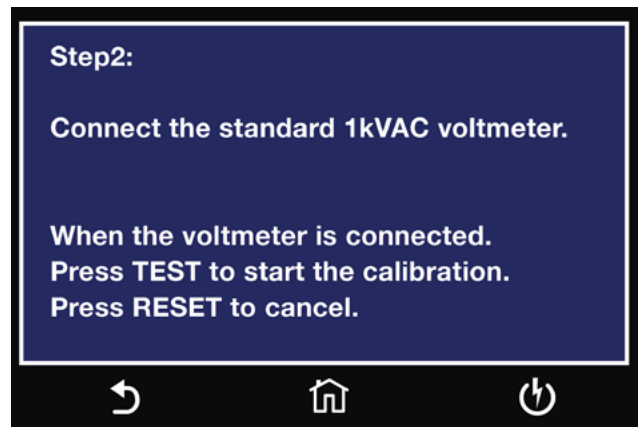 Step2:
Connect the standard 1kVAC voltmeter.
When the voltmeter is connected.
Press TEST to start the calibration.
Press RESET to cancel.